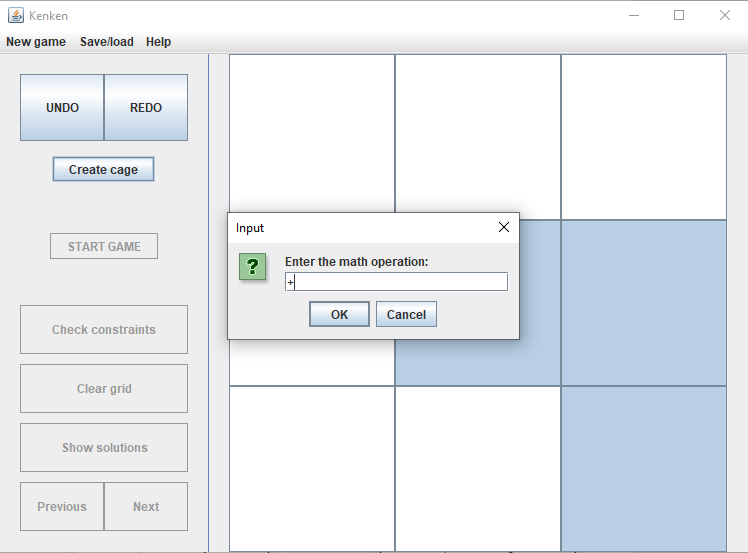 Kenken
New game Save/load Help
UNDO REDO
Create cage
START GAME
Check constraints
Clear grid
Show solutions
Previous Next
Input
?
Enter the math operation:
+
OK Cancel